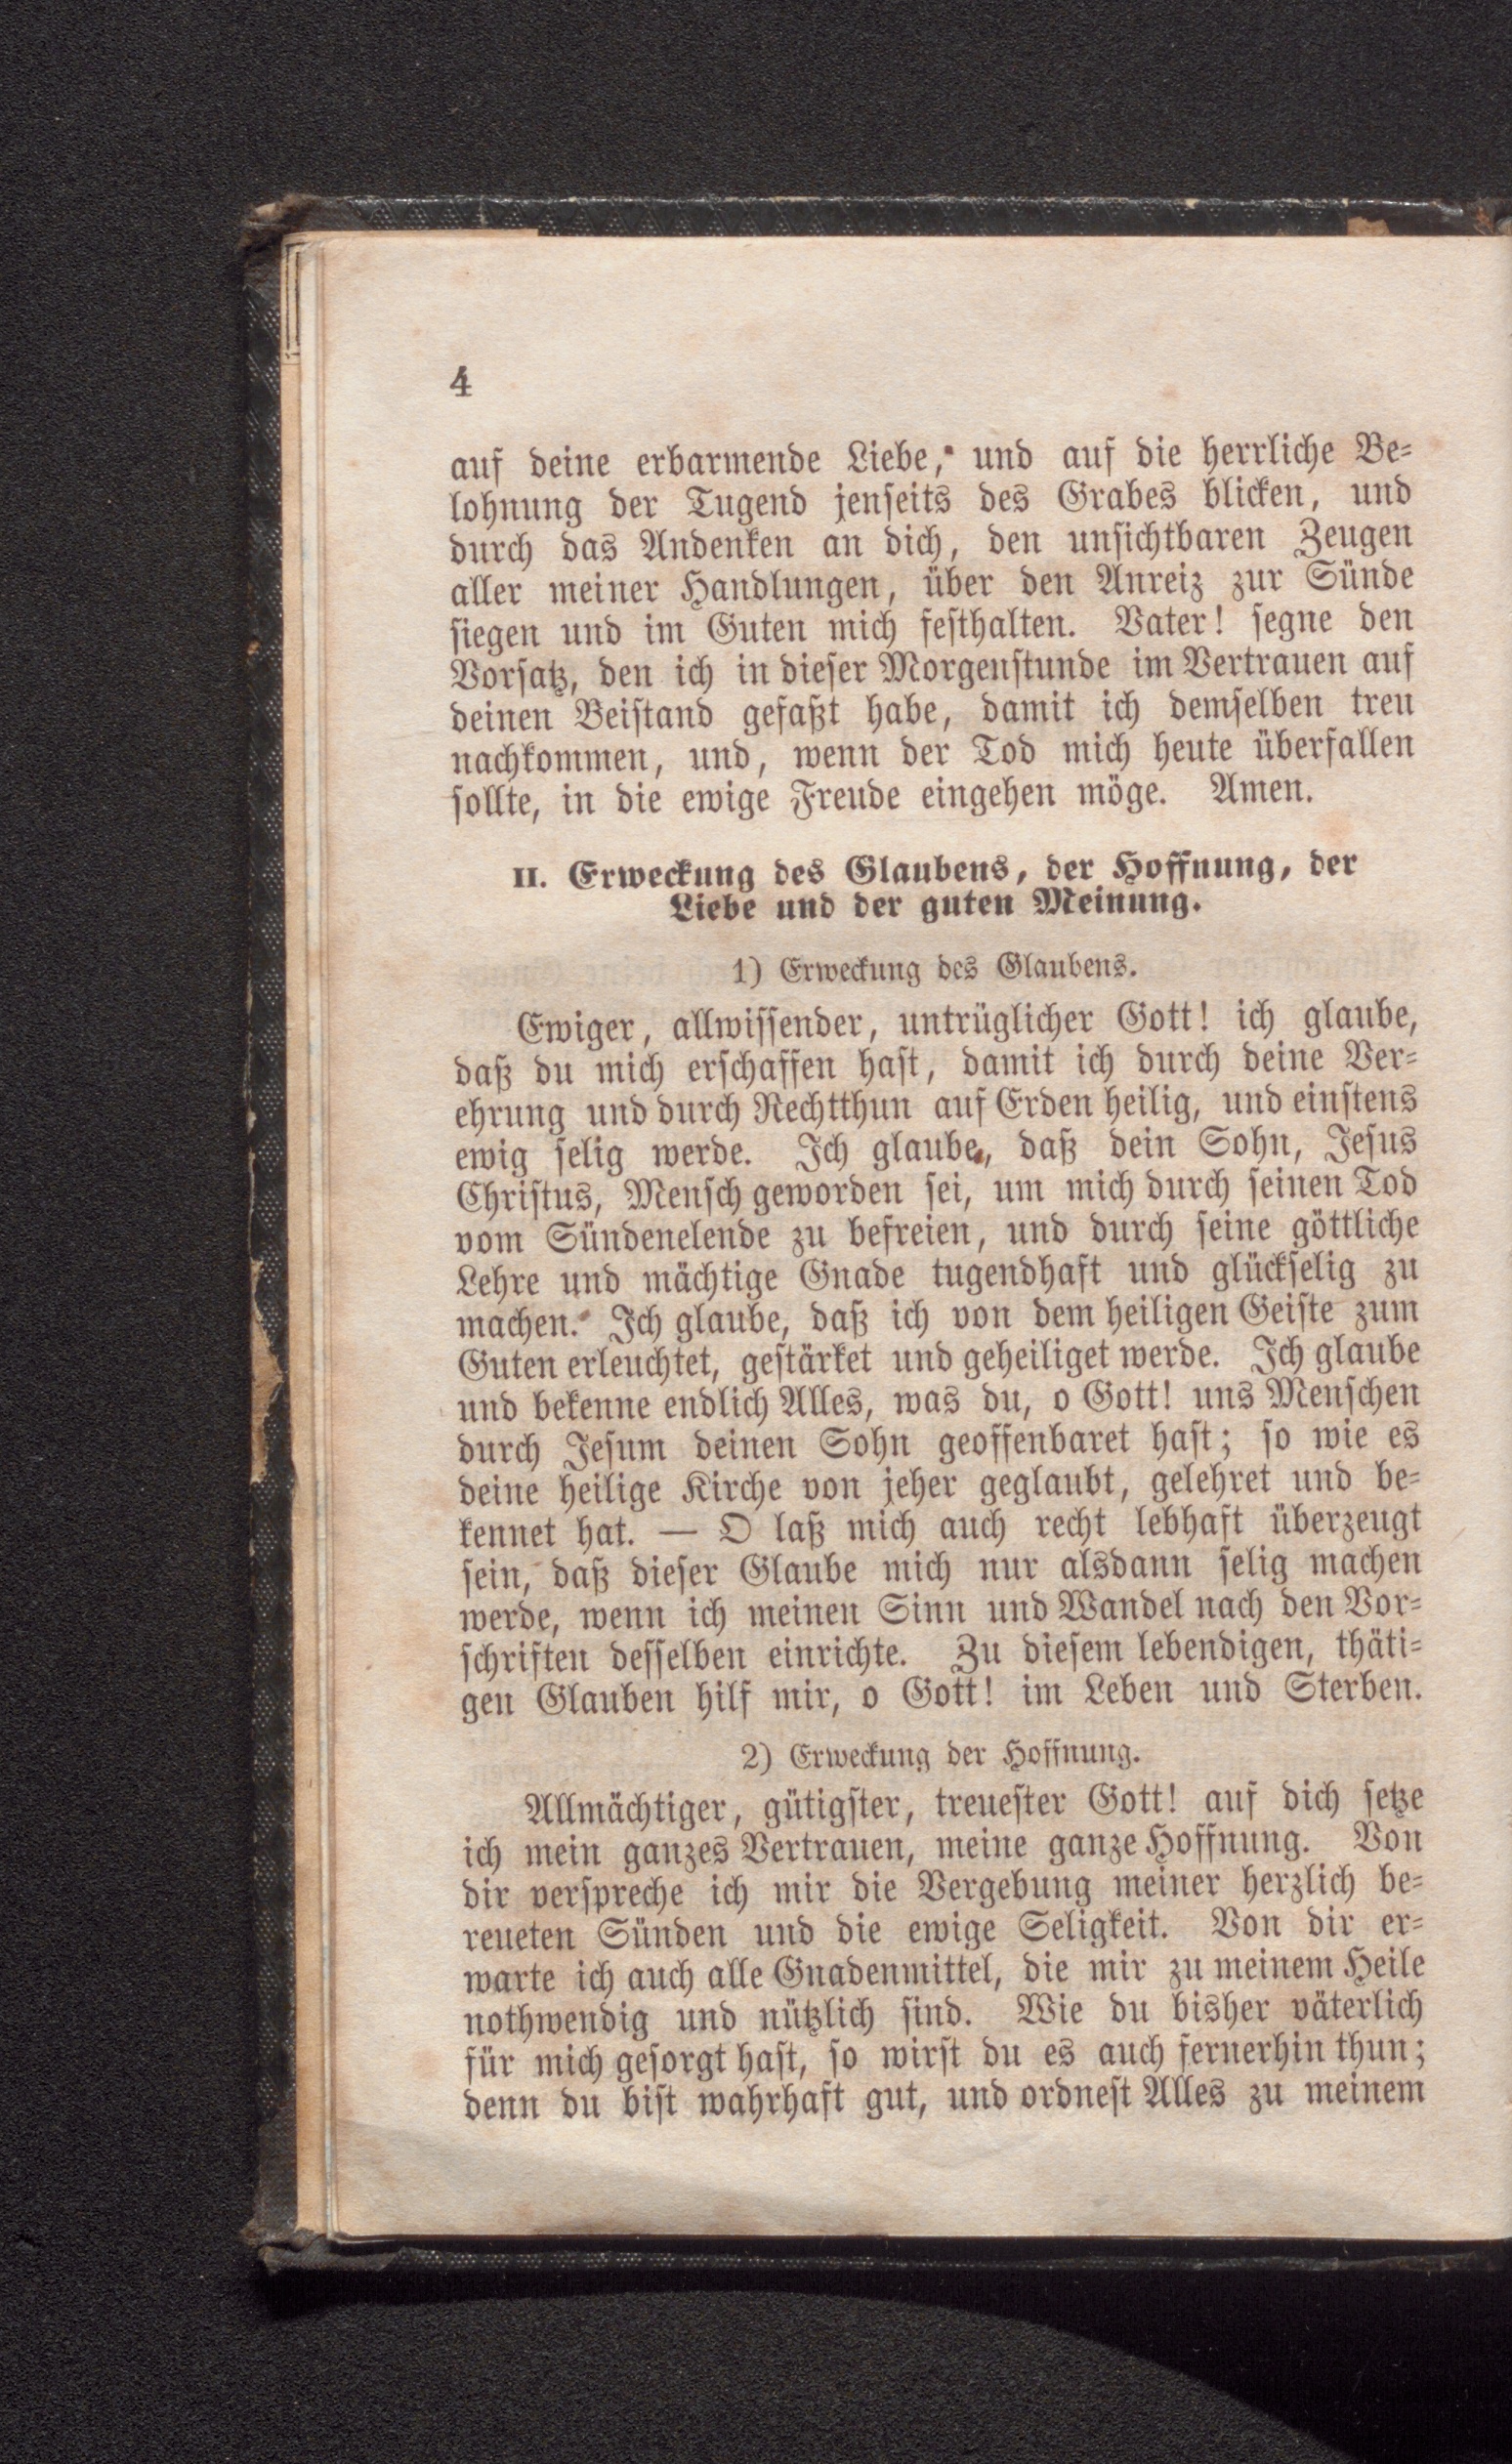 4
auf deine erbarmende Liebe, und auf die herrliche Be-
lohnung der Tugend jenseits des Grabes blicken, und
durch das Andenken an dich, den unsichtbaren Zeugen
aller meiner Handlungen, über den Anreiz zur Sünde
siegen und im Guten mich festhalten. Vater! segne den
Vorsatz, den ich in dieser Morgenstunde im Vertrauen auf
deinen Beistand gefaßt habe, damit ich demselben treu
nachkommen, und, wenn der Tod mich heute überfallen
sollte, in die ewige Freude eingehen möge. Amen.
II. Erweckung des Glaubens, der Hoffnung, der
Liebe und der guten Meinung.
1) Erweckung des Glaubens.
Ewiger, allwissender, untrüglicher Gott! ich glaube,
daß du mich erschaffen hast, damit ich durch deine Ver-
ehrung und durch Rechtthun auf Erden heilig, und einstens
ewig selig werde. Ich glaube, daß dein Sohn, Jesus
Christus, Mensch geworden sei, um mich durch seinen Tod
vom Sündenelende zu befreien, und durch seine göttliche
Lehre und mächtige Gnade tugendhaft und glückselig zu
machen. Ich glaube, daß ich von dem heiligen Geiste zum
Guten erleuchtet, gestärket und geheiliget werde. Ich glaube
und bekenne endlich Alles, was du, o Gott! uns Menschen
durch Jesum deinen Sohn geoffenbaret hast; so wie es
deine heilige Kirche von jeher geglaubt, gelehret und be-
kennet hat. — O laß mich auch recht lebhaft überzeugt
sein, daß dieser Glaube mich nur alsdann selig machen
werde, wenn ich meinen Sinn und Wandel nach den Vor-
schriften desselben einrichte. Zu diesem lebendigen, thäti-
gen Glauben hilf mir, o Gott! im Leben und Sterben.
2) Erweckung der Hoffnung.
Allmächtiger, gütigster, treuester Gott! auf dich setze
ich mein ganzes Vertrauen, meine ganze Hoffnung. Von
dir verspreche ich mir die Vergebung meiner herzlich be-
reueten Sünden und die ewige Seligkeit. Von dir er-
warte ich auch alle Gnadenmittel, die mir zu meinem Heile
nothwendig und nützlich sind. Wie du bisher väterlich
für mich gesorgt hast, so wirst du es auch fernerhin thun;
denn du bist wahrhaft gut, und ordnest Alles zu meinem